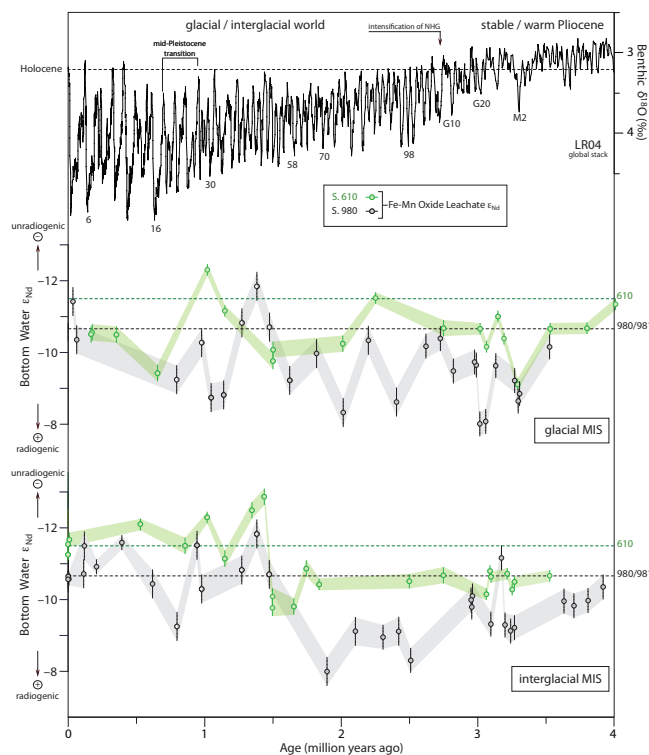 glacial / interglacial world
intensification of NHG
stable / warm Pliocene
mid-Pleistocene
transition
Holocene
3
4
Benthic δ18O (‰)
LR04
global stack
6
16
30
58
70
98
G10
G20
M2
S. 610
S. 980
Fe-Mn Oxide Leachate εNd
unradiogenic
−
-12
-10
-8
Bottom Water εNd
+
radiogenic
610
980/981
glacial MIS
unradiogenic
−
-12
-10
-8
Bottom Water εNd
+
radiogenic
610
980/981
interglacial MIS
0
1
2
3
4
Age (million years ago)